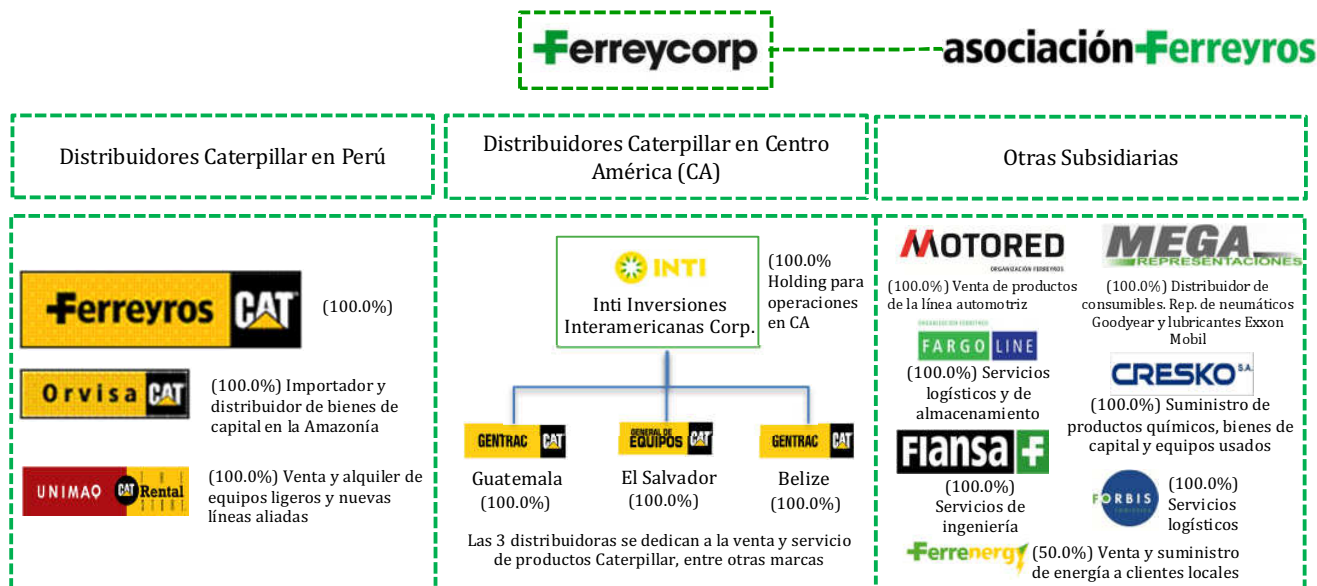 Ferreycorp
asociación Ferreyros
Distribuidores Caterpillar en Perú
Distribuidores Caterpillar en Centro
América (CA)
Otras Subsidiarias
Ferreyros CAT
(100.0%)
Orvisa CAT
(100.0%) Importador y
distribuidor de bienes de
capital en la Amazonía
UNIMAQ CAT Rental
THE
STORE
(100.0%) Venta y alquiler de
equipos ligeros y nuevas
líneas aliadas
INTI
Inti Inversiones
Interamericanas Corp.
(100.0%
Holding para
operaciones
en CA
GENTRAC CAT
Guatemala
(100.0%)
GENERAL DE
EQUIPOS CAT
El Salvador
(100.0%)
GENTRAC CAT
Belize
(100.0%)
Las 3 distribuidoras se dedican a la venta y servicio
de productos Caterpillar, entre otras marcas
MOTORED
ORGANIZACIÓN FERREYROS
(100.0%) Venta de productos
de la línea automotriz
MEGA
REPRESENTACIONES
(100.0%) Distribuidor de
consumibles. Rep. de neumáticos
Goodyear y lubricantes Exxon
Mobil
ORGANIZACIÓN FERREYROS
FARGO LINE
(100.0%) Servicios
logísticos y de
almacenamiento
CRESKO S.A.
(100.0%) Suministro de
productos químicos, bienes de
capital y equipos usados
Fiansa
(100.0%)
Servicios de
ingeniería
FORBIS
LOGISTICS
(100.0%)
Servicios
logísticos
Ferrenergy
(50.0%) Venta y suministro
de energía a clientes locales